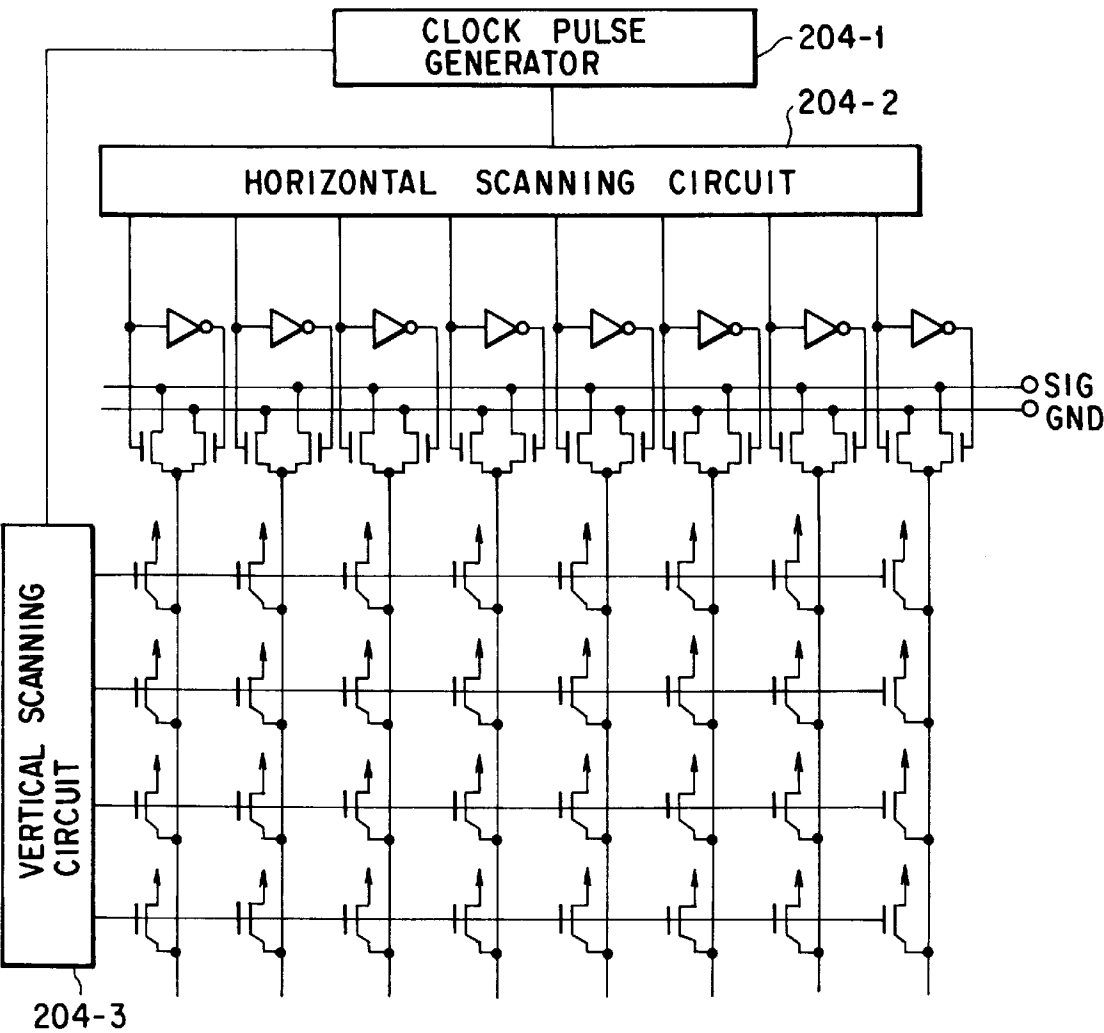 CLOCK PULSE
GENERATOR
204-1
204-2
HORIZONTAL SCANNING CIRCUIT
SIG
GND
VERTICAL SCANNING
CIRCUIT
204-3